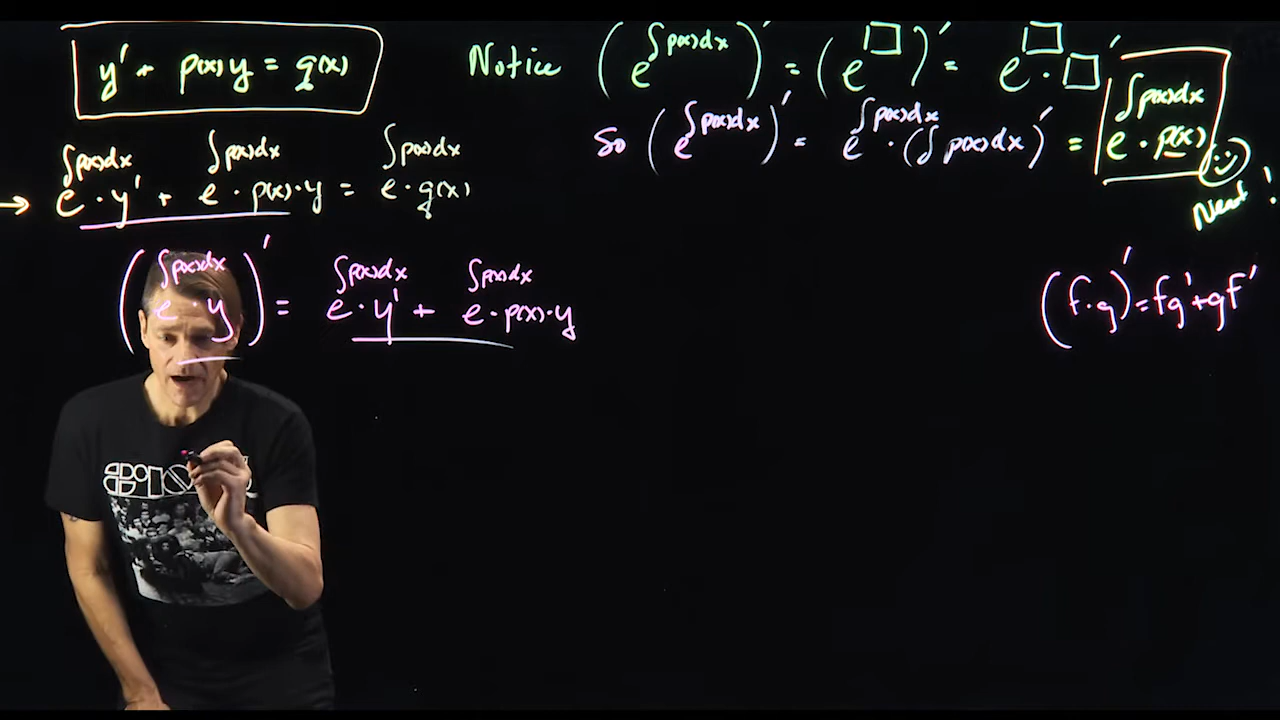 y' + p(x)y = q(x)
Notice (e^∫p(x)dx)' = (e^□)' = e^□ · □'
So (e^∫p(x)dx)' = e^∫p(x)dx · (∫p(x)dx)' = e^∫p(x)dx · p(x)
Neat!
→ e^∫p(x)dx · y' + e^∫p(x)dx · p(x) · y = e^∫p(x)dx · q(x)
(e^∫p(x)dx · y)' = e^∫p(x)dx · y' + e^∫p(x)dx · p(x) · y
(f·g)' = fg' + gf'